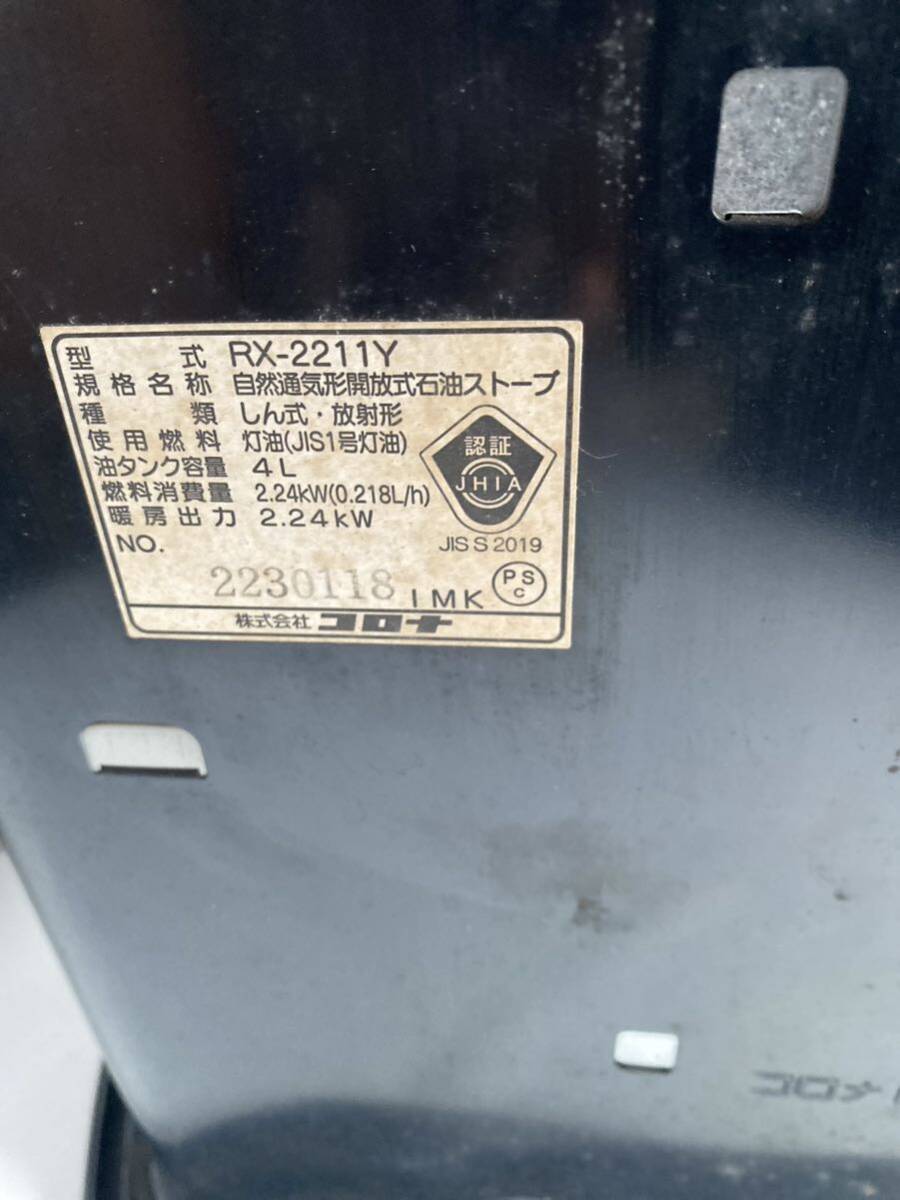 型式 RX-2211Y
規格名称 自然通気形開放式石油ストーブ
種類 しん式・放射形
使用燃料 灯油(JIS1号灯油)
油タンク容量 4L
燃料消費量 2.24kW(0.218L/h)
暖房出力 2.24kW
認証
JHIA
JIS S 2019
NO.
2230118 IMK
PS
C
株式会社 コロナ
コロナ